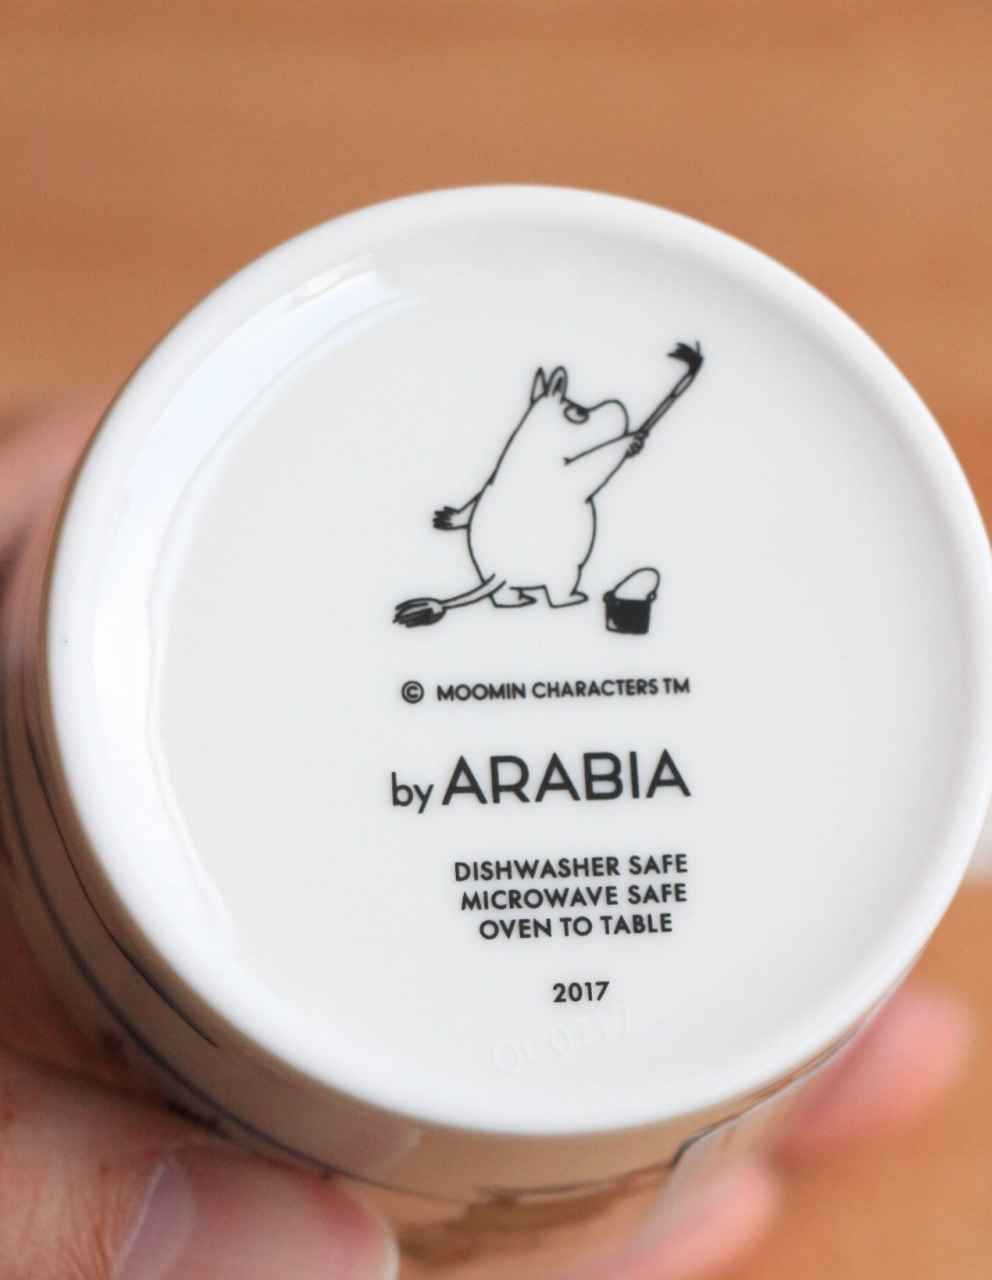 © MOOMIN CHARACTERS TM
by ARABIA
DISHWASHER SAFE
MICROWAVE SAFE
OVEN TO TABLE
2017